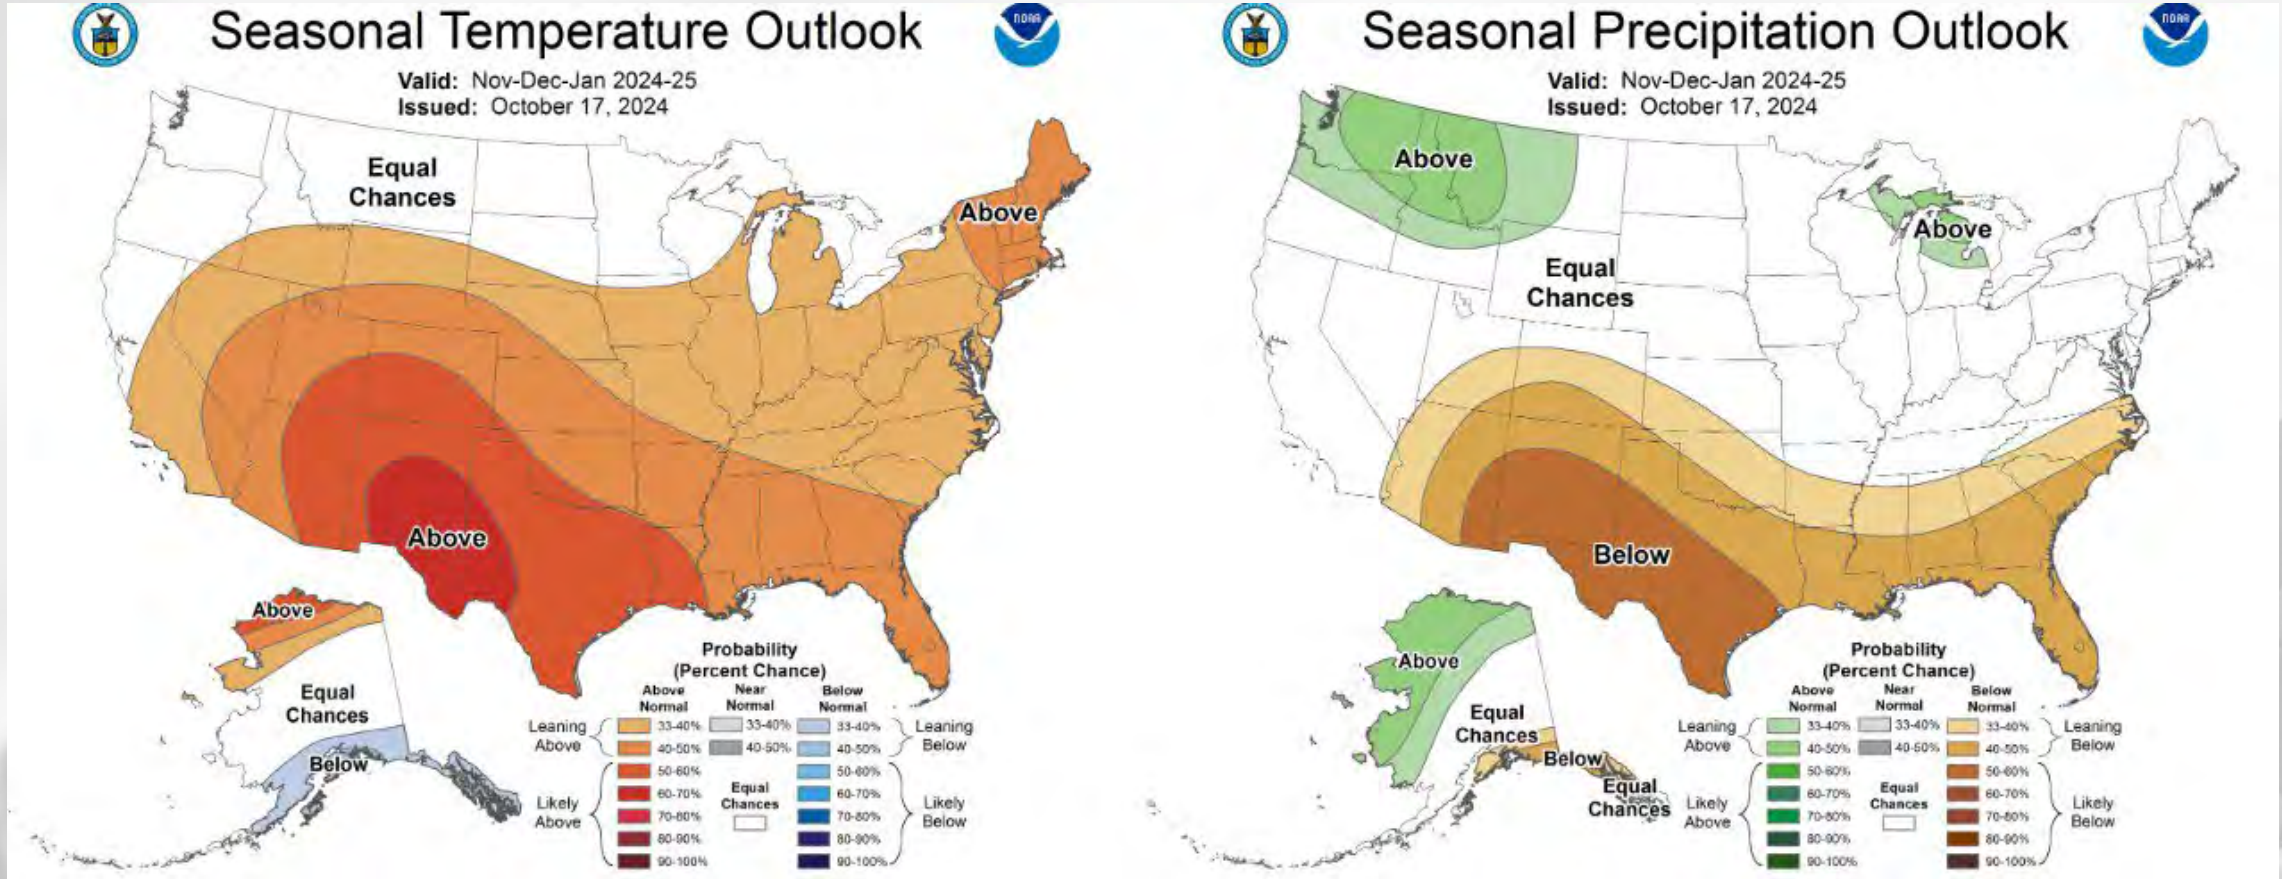 Seasonal Temperature Outlook
NOAA
Valid: Nov-Dec-Jan 2024-25
Issued: October 17, 2024
Equal
Chances
Above
Above
Above
Equal
Chances
Below
Probability
(Percent Chance)
Above
Normal
Near
Normal
Below
Normal
Leaning
Above
33-40%
33-40%
33-40%
Leaning
Below
40-50%
40-50%
40-50%
50-60%
50-60%
60-70%
60-70%
Equal
Chances
Likely
Above
70-80%
70-80%
Likely
Below
80-90%
80-90%
90-100%
90-100%
Seasonal Precipitation Outlook
NOAA
Valid: Nov-Dec-Jan 2024-25
Issued: October 17, 2024
Above
Above
Equal
Chances
Below
Above
Equal
Chances
Below
Equal
Chances
Probability
(Percent Chance)
Above
Normal
Near
Normal
Below
Normal
Leaning
Above
33-40%
33-40%
33-40%
Leaning
Below
40-50%
40-50%
40-50%
50-60%
50-60%
60-70%
60-70%
Equal
Chances
Likely
Above
70-80%
70-80%
Likely
Below
80-90%
80-90%
90-100%
90-100%